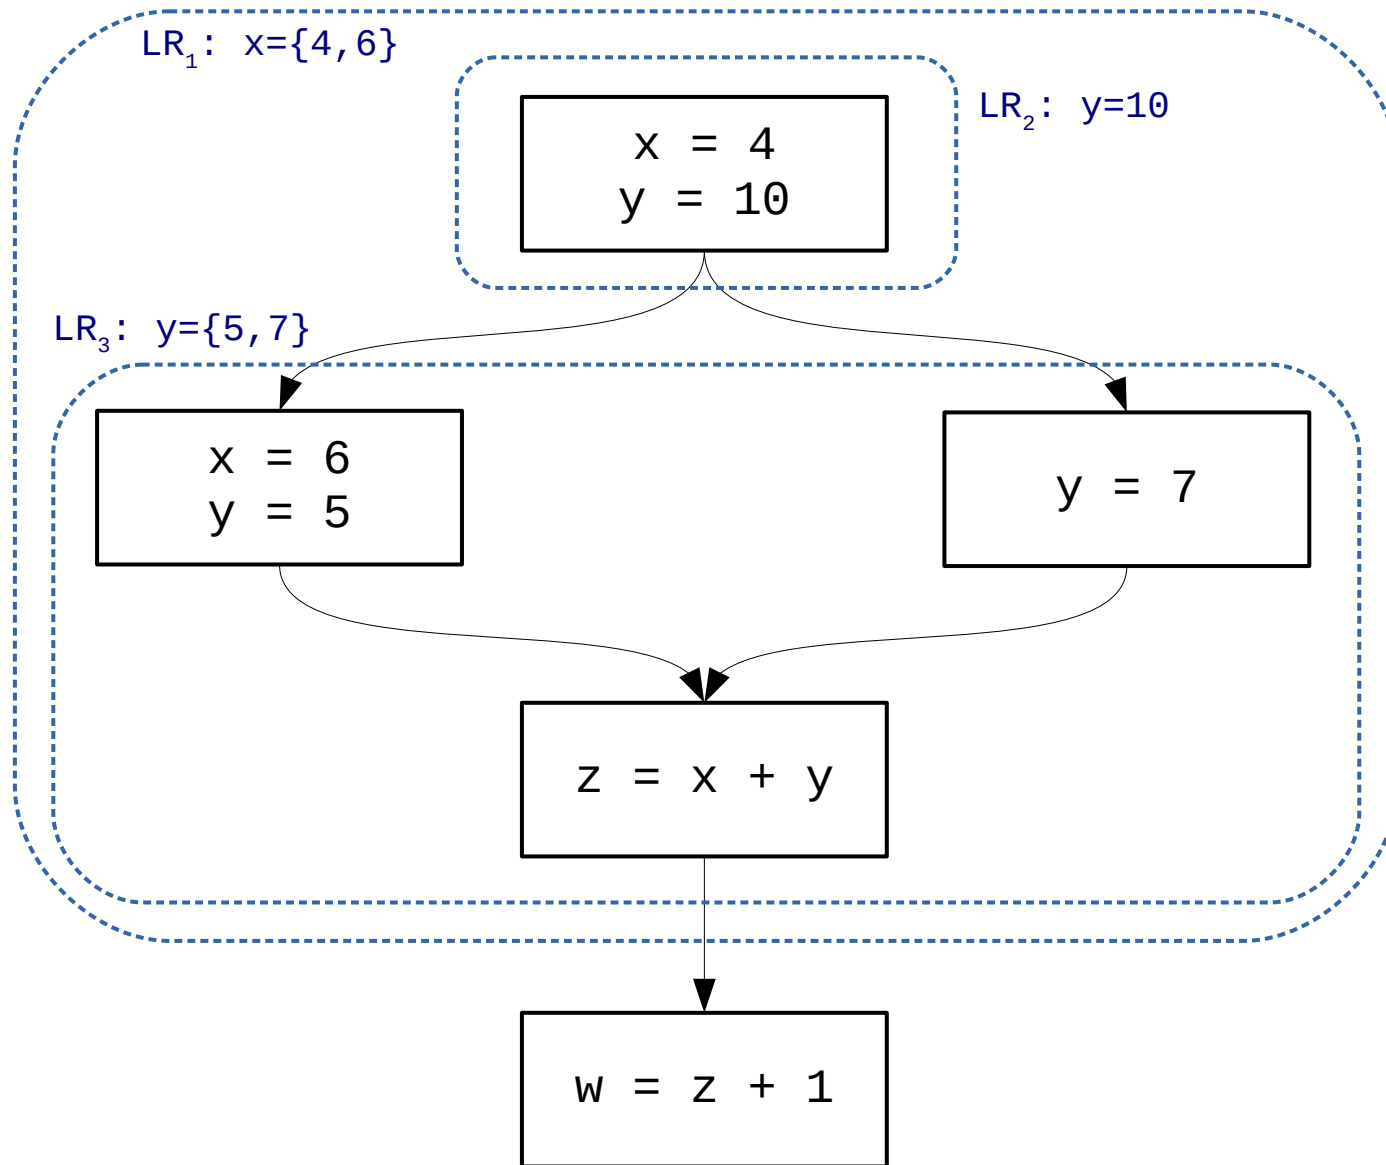 LR1: x={4,6}
LR2: y=10
x = 4
y = 10
LR3: y={5,7}
x = 6
y = 5
y = 7
z = x + y
w = z + 1